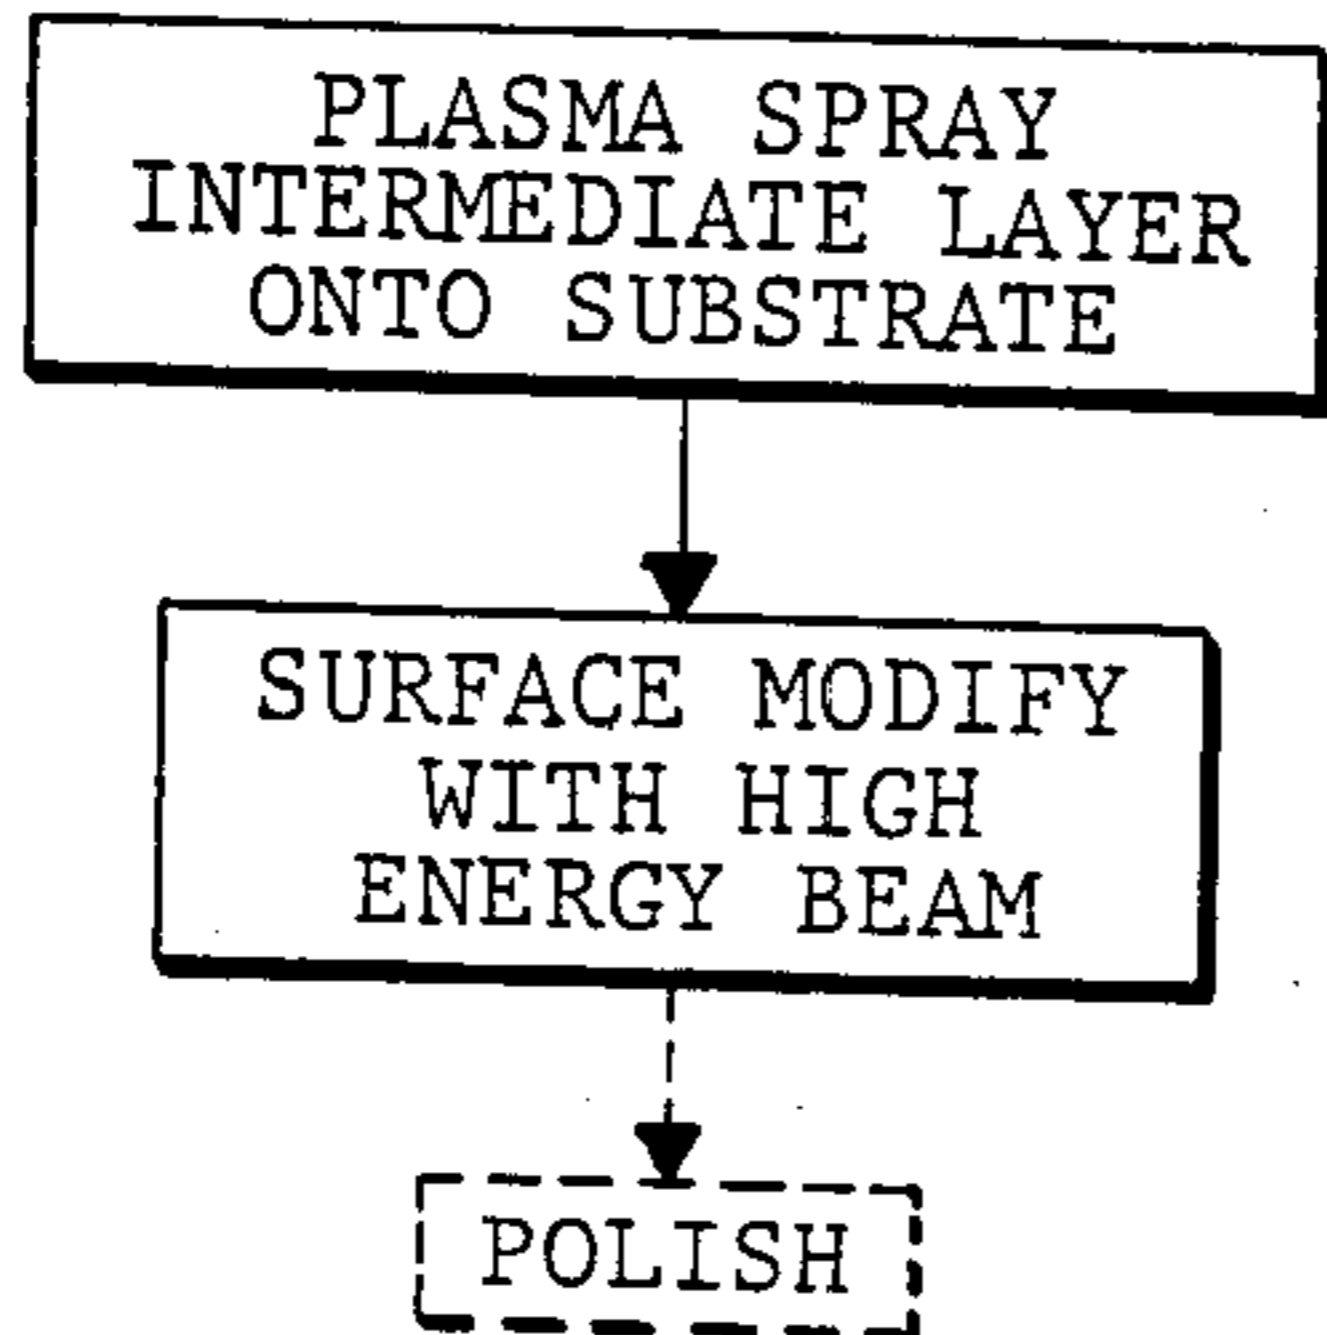 PLASMA SPRAY
INTERMEDIATE LAYER
ONTO SUBSTRATE
SURFACE MODIFY
WITH HIGH
ENERGY BEAM
POLISH